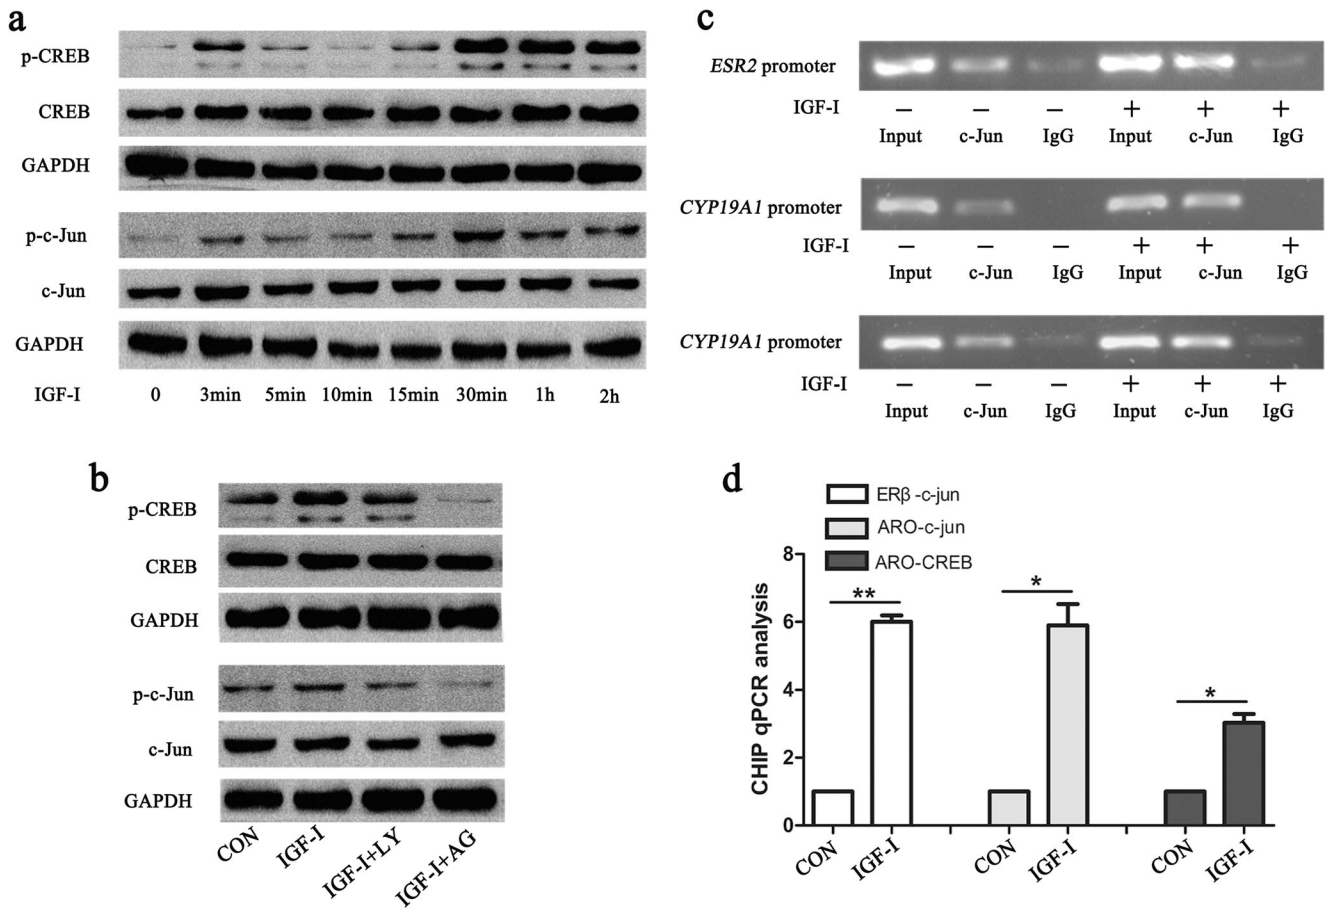 a
p-CREB
CREB
GAPDH
p-c-Jun
c-Jun
GAPDH
IGF-I 0 3min 5min 10min 15min 30min 1h 2h
b
p-CREB
CREB
GAPDH
p-c-Jun
c-Jun
GAPDH
CON IGF-I IGF-I+LY IGF-I+AG
c
ESR2 promoter
IGF-I − − − + + +
Input c-Jun IgG Input c-Jun IgG
CYP19A1 promoter
IGF-I − − − + + +
Input c-Jun IgG Input c-Jun IgG
CYP19A1 promoter
IGF-I − − − + + +
Input c-Jun IgG Input c-Jun IgG
d
ERβ -c-jun
ARO-c-jun
ARO-CREB
CHIP qPCR analysis
8
6
4
2
0
**
*
*
CON IGF-I CON IGF-I CON IGF-I